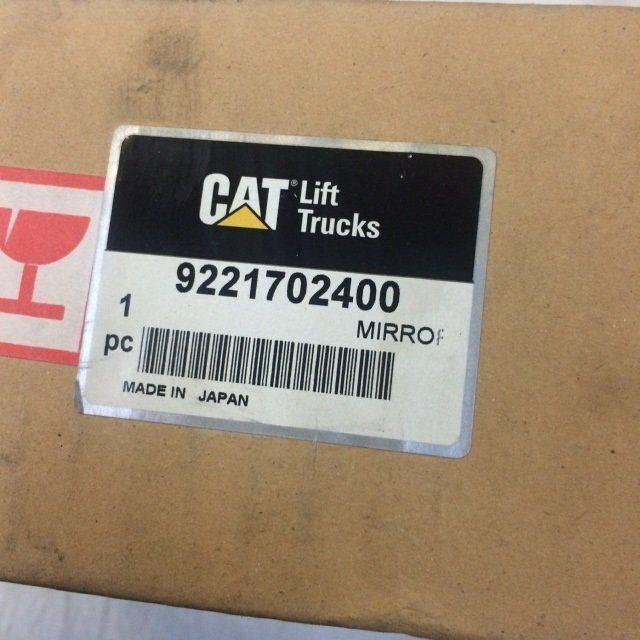 CAT® Lift
Trucks
9221702400
1
pc
MIRROR
MADE IN JAPAN